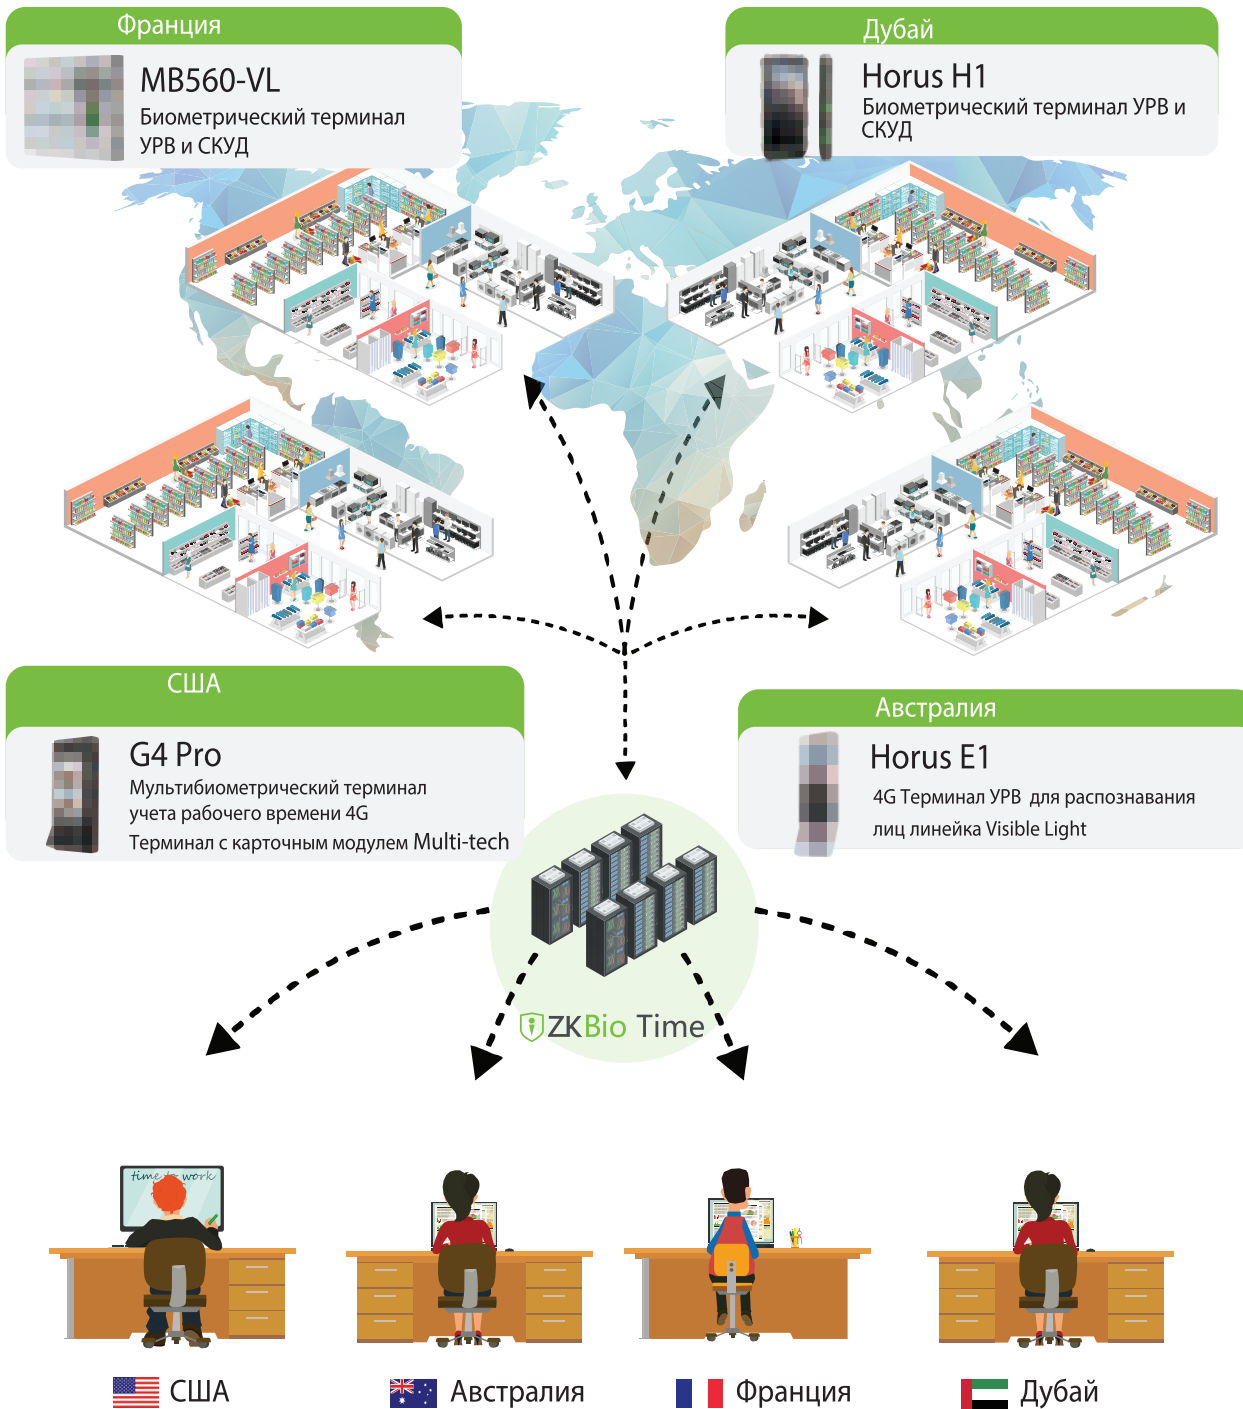 Франция
MB560-VL
Биометрический терминал
УРВ и СКУД
Дубай
Horus H1
Биометрический терминал УРВ и
СКУД
США
G4 Pro
Мультибиометрический терминал
учета рабочего времени 4G
Терминал с карточным модулем Multi-tech
Австралия
Horus E1
4G Терминал УРВ для распознавания
лиц линейка Visible Light
ZKBio Time
time to work
США
Австралия
Франция
Дубай